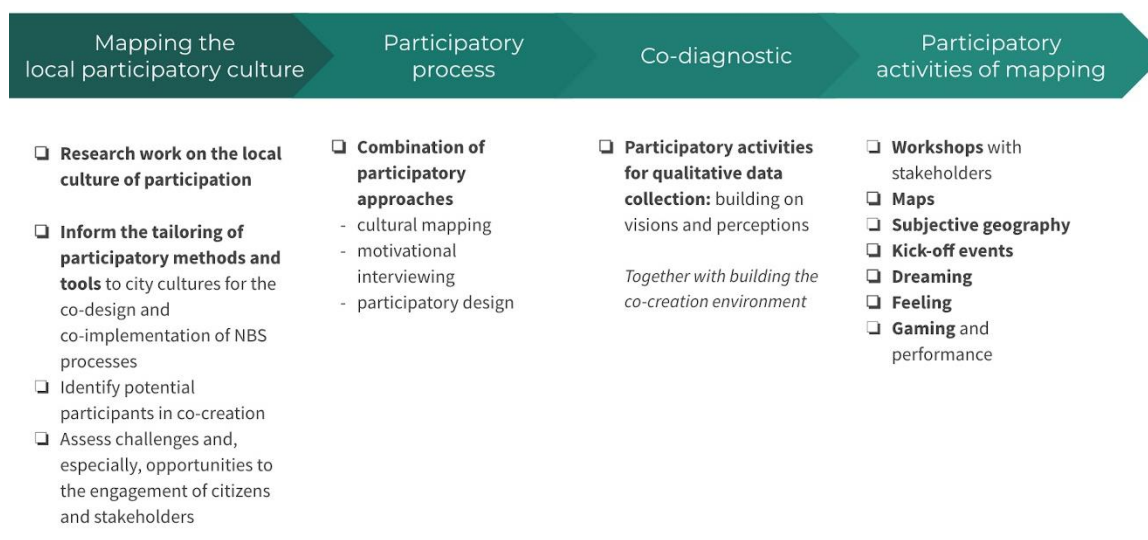 Mapping the
local participatory culture
Participatory
process
Co-diagnostic
Participatory
activities of mapping
❏ Research work on the local
culture of participation
❏ Inform the tailoring of
participatory methods and
tools to city cultures for the
co-design and
co-implementation of NBS
processes
❏ Identify potential
participants in co-creation
❏ Assess challenges and,
especially, opportunities to
the engagement of citizens
and stakeholders
❏ Combination of
participatory
approaches
- cultural mapping
- motivational
interviewing
- participatory design
❏ Participatory activities
for qualitative data
collection: building on
visions and perceptions
Together with building the
co-creation environment
❏ Workshops with
stakeholders
❏ Maps
❏ Subjective geography
❏ Kick-off events
❏ Dreaming
❏ Feeling
❏ Gaming and
performance